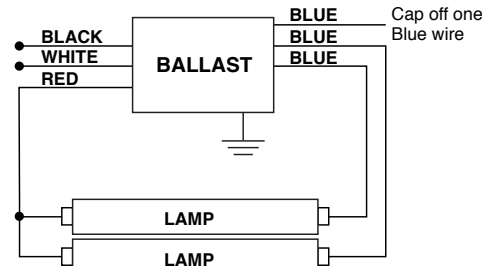 BLUE
Cap off one
Blue wire
BLACK
BLUE
WHITE
BALLAST
BLUE
RED
LAMP
LAMP